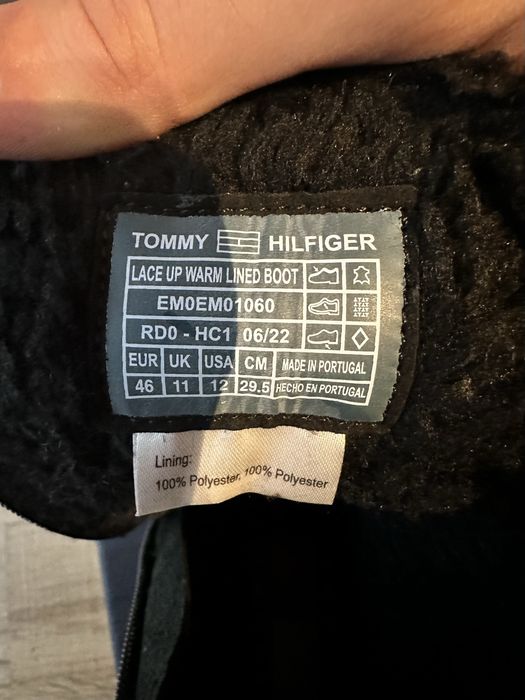 TOMMY HILFIGER
LACE UP WARM LINED BOOT
EM0EM01060
RD0 - HC1 06/22
EUR UK USA CM MADE IN PORTUGAL
46 11 12 29.5 HECHO EN PORTUGAL
Lining:
100% Polyester, 100% Polyester